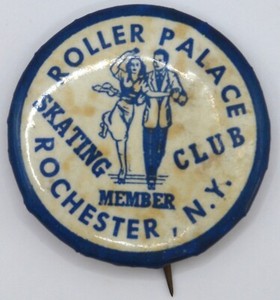 ROLLER PALACE
SKATING CLUB
MEMBER
ROCHESTER, N.Y.